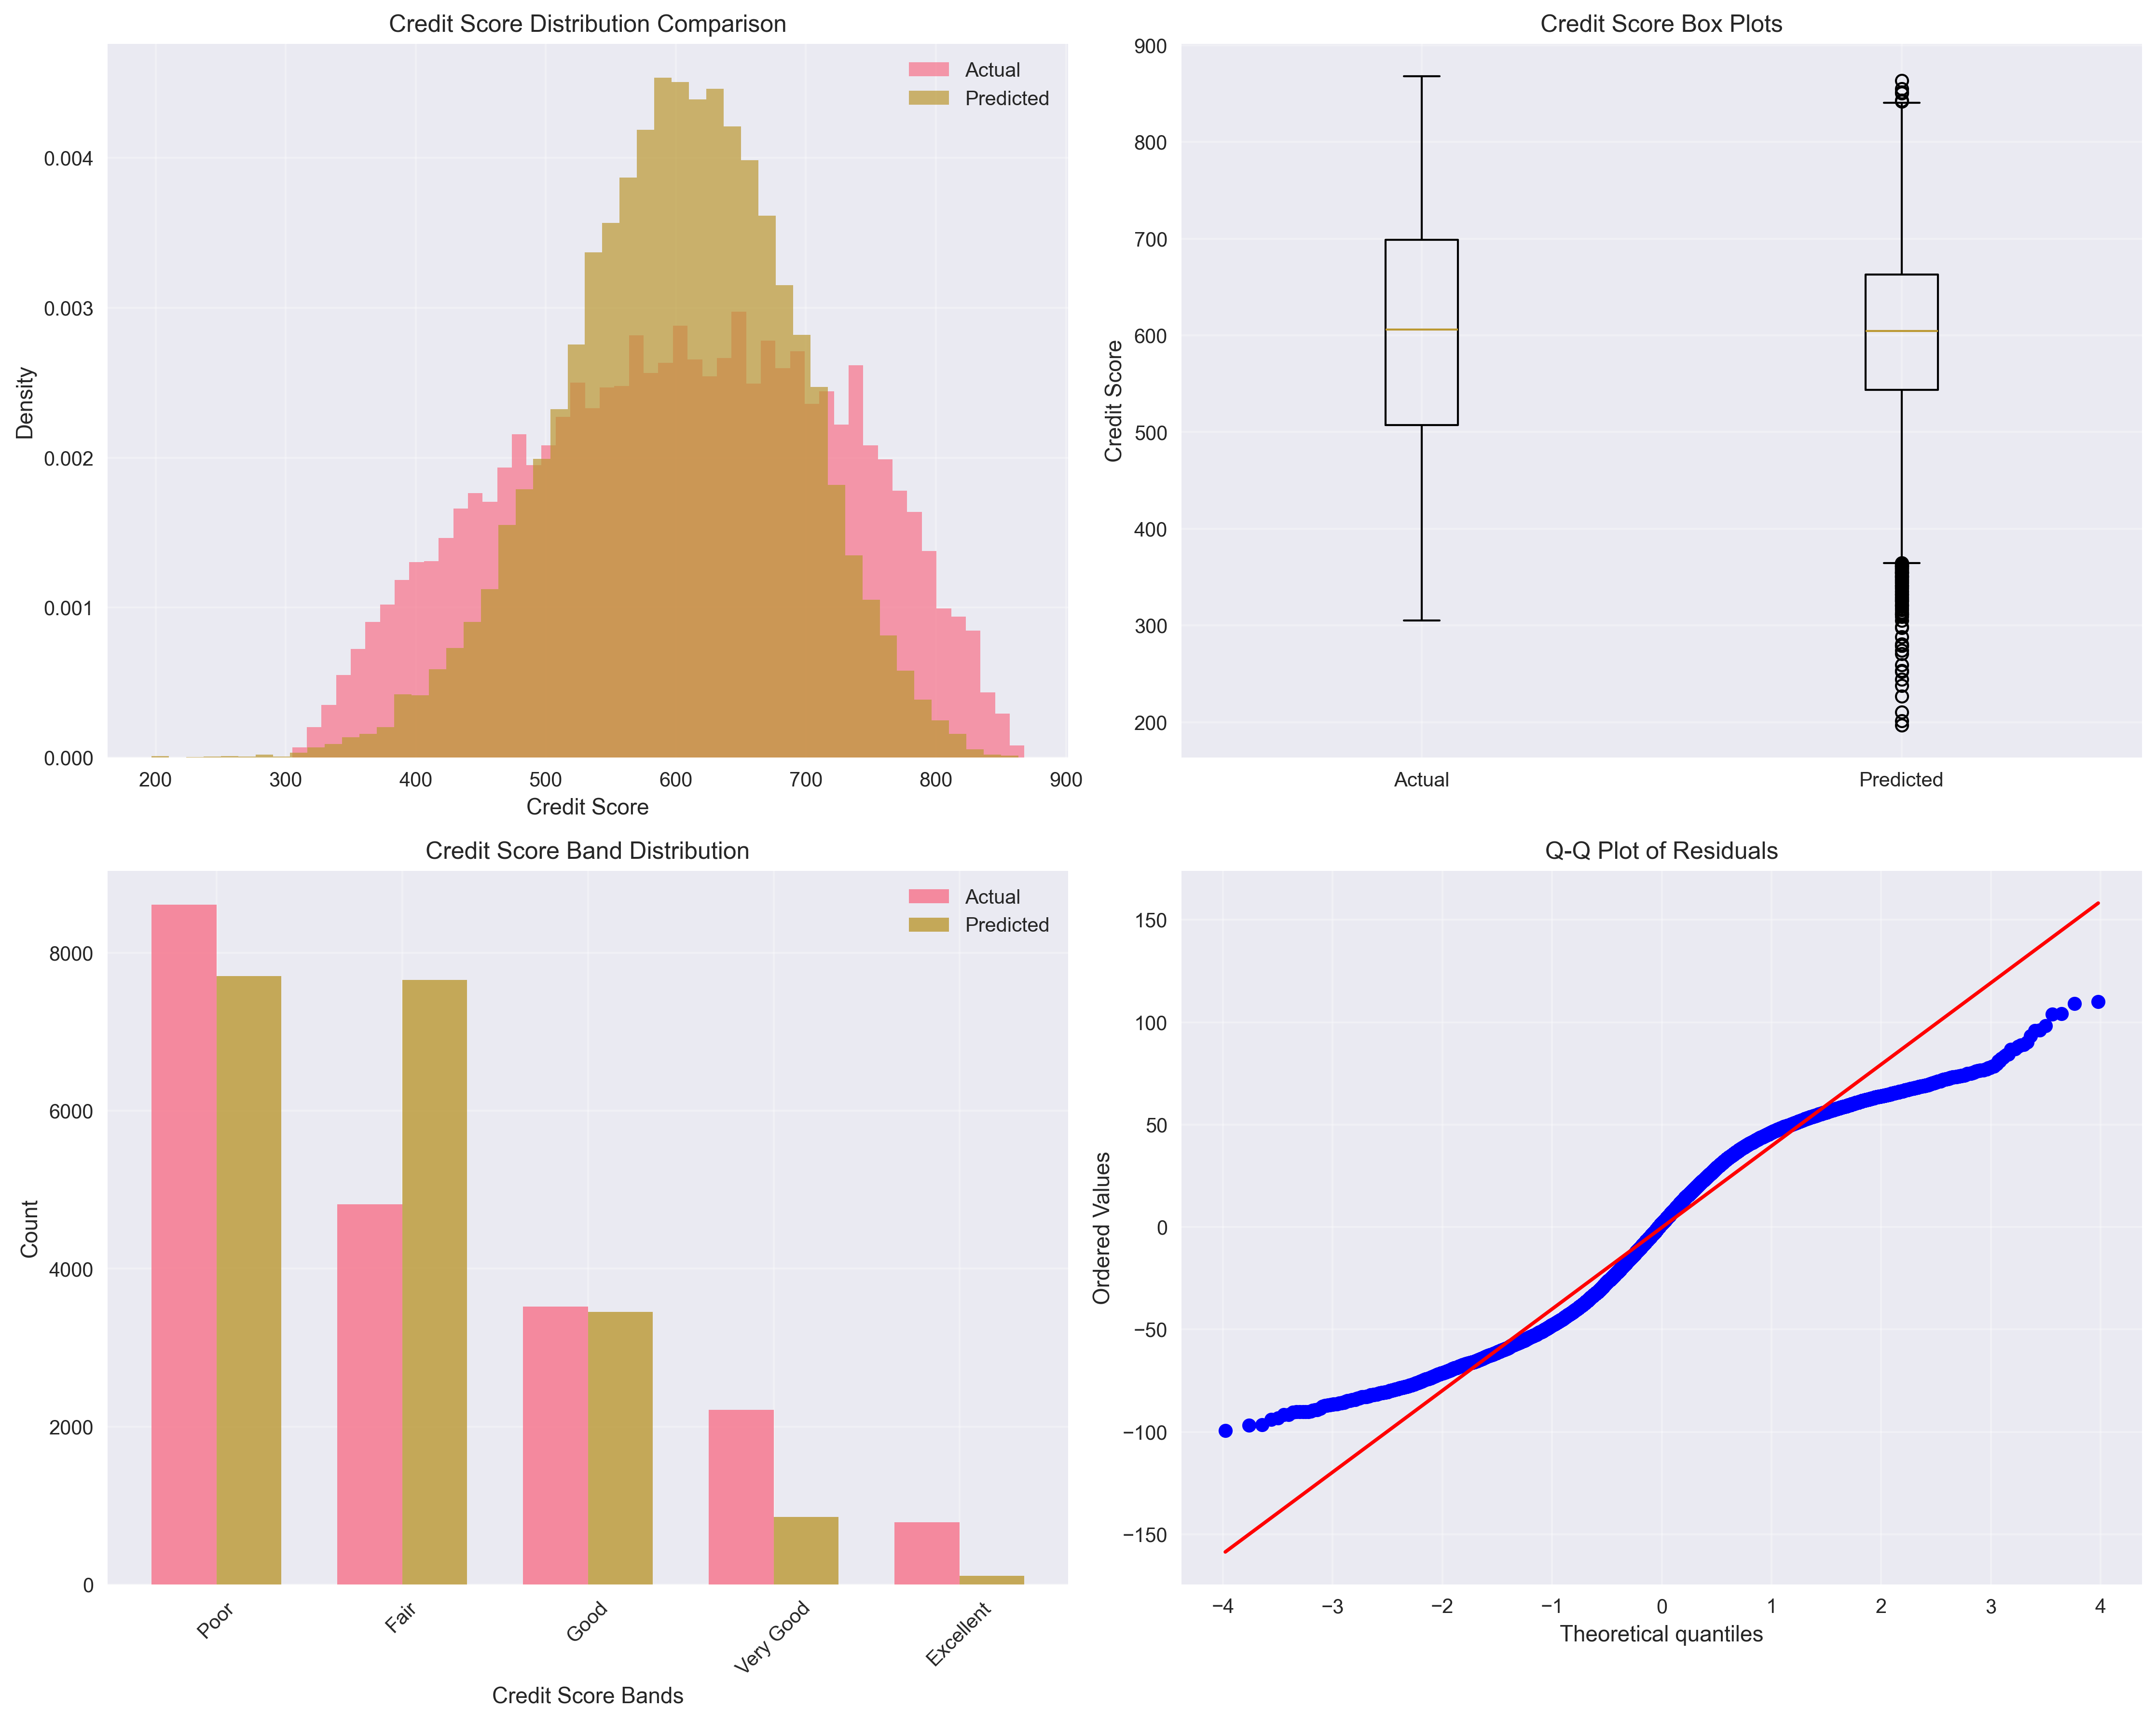 Credit Score Distribution Comparison
Actual
Predicted
Density
0.004
0.003
0.002
0.001
0.000
200 300 400 500 600 700 800 900
Credit Score
Credit Score Box Plots
Credit Score
900
800
700
600
500
400
300
200
Actual Predicted
Credit Score Band Distribution
Actual
Predicted
Count
8000
6000
4000
2000
0
Poor Fair Good Very Good Excellent
Credit Score Bands
Q-Q Plot of Residuals
Ordered Values
150
100
50
0
−50
−100
−150
−4 −3 −2 −1 0 1 2 3 4
Theoretical quantiles